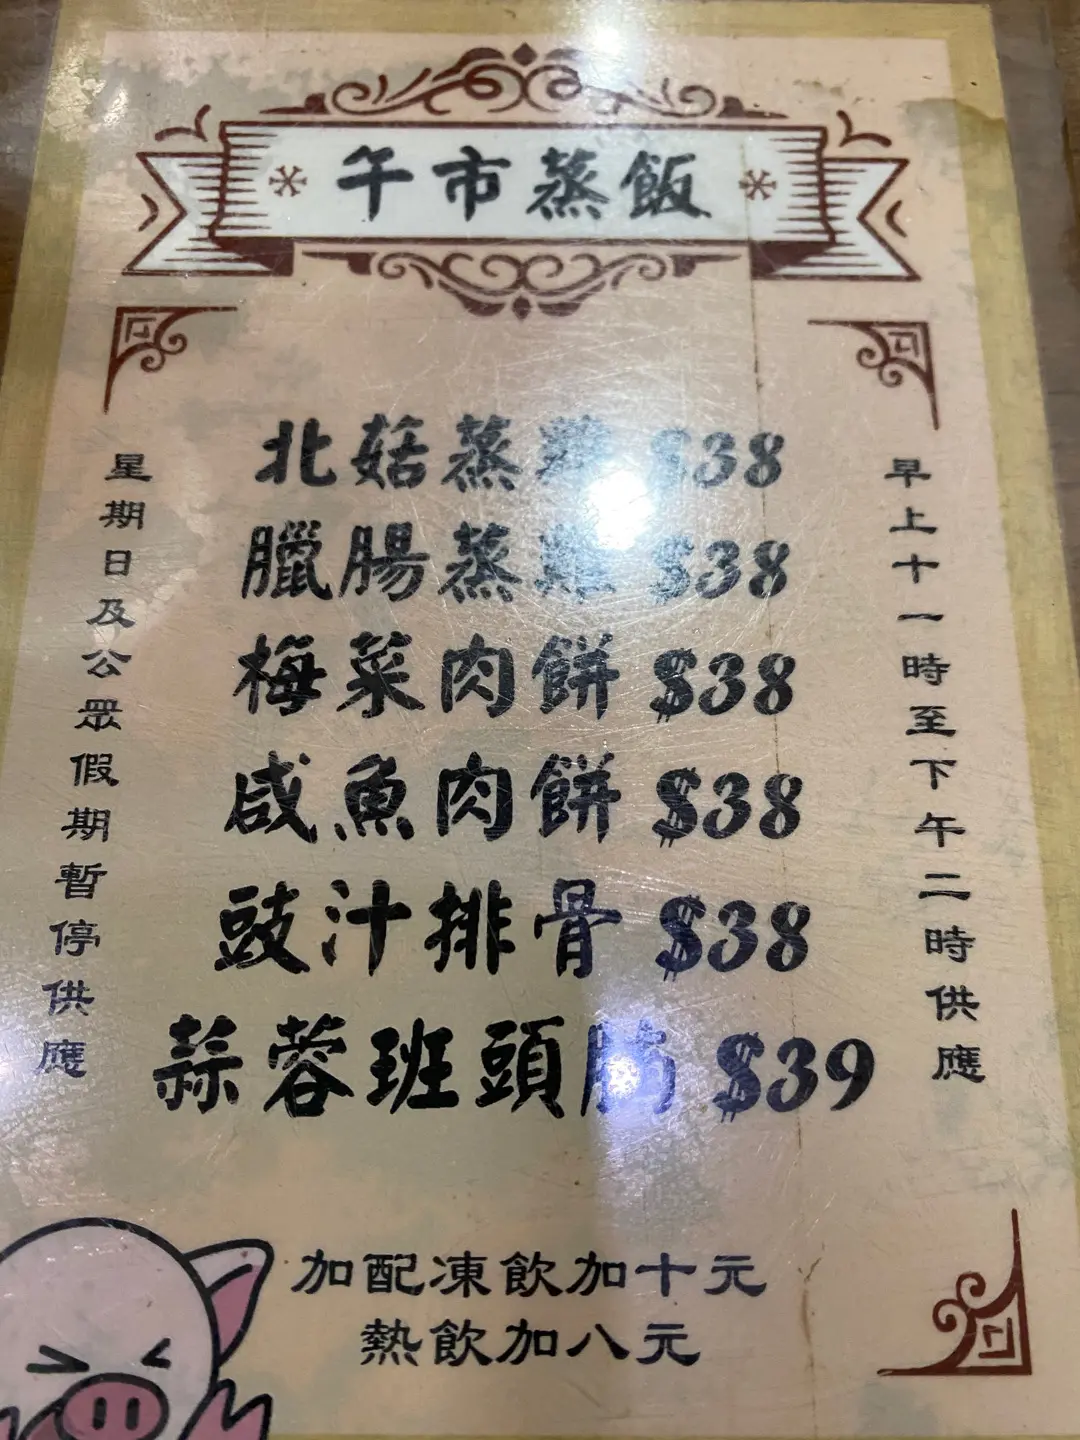 午市蒸飯
北菇蒸雞 $38
臘腸蒸雞 $38
梅菜肉餅 $38
咸魚肉餅 $38
豉汁排骨 $38
蒜蓉班頭腩 $39
星期日及公眾假期暫停供應
早上十一時至下午二時供應
加配凍飲加十元
熱飲加八元